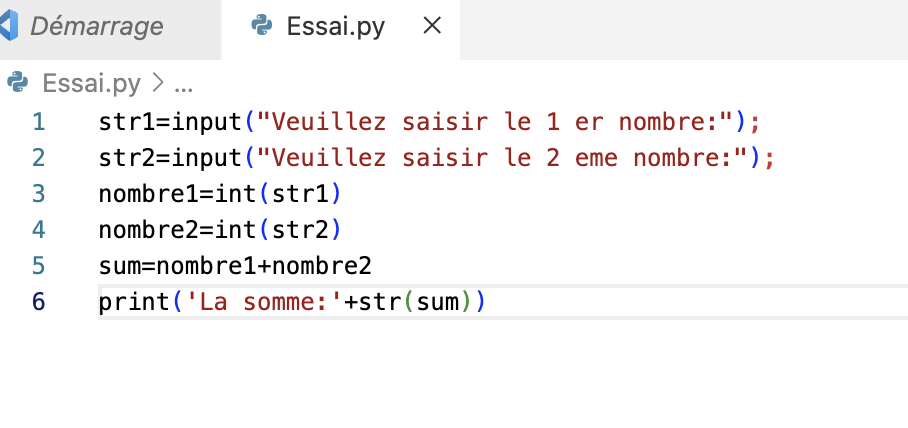 Démarrage
Essai.py
Essai.py > ...
1 str1=input("Veuillez saisir le 1 er nombre:");
2 str2=input("Veuillez saisir le 2 eme nombre:");
3 nombre1=int(str1)
4 nombre2=int(str2)
5 sum=nombre1+nombre2
6 print('La somme:'+str(sum))